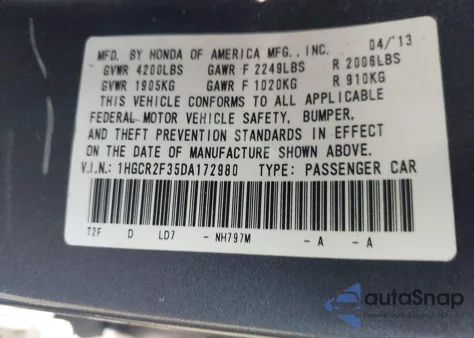 MFD. BY HONDA OF AMERICA MFG., INC. 04/'13
GVWR 4200LBS GAWR F 2249LBS R 2006LBS
GVWR 1905KG GAWR F 1020KG R 910KG
THIS VEHICLE CONFORMS TO ALL APPLICABLE
FEDERAL MOTOR VEHICLE SAFETY, BUMPER,
AND THEFT PREVENTION STANDARDS IN EFFECT
ON DATE OF MANUFACTURE SHOWN ABOVE.
V.I.N.: 1HGCR2F35DA172980 TYPE: PASSENGER CAR
T2F D LD7 - NH797M - A - A
autoSnap